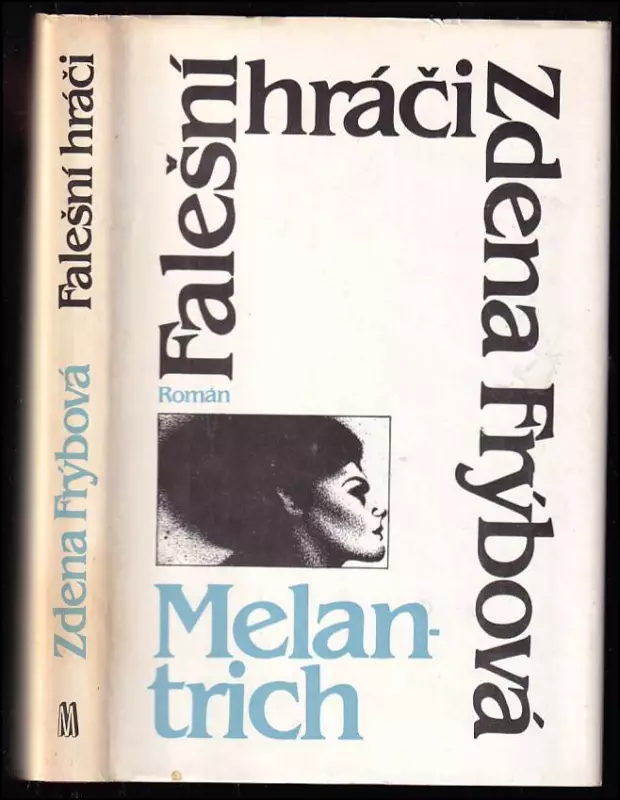 Zdena Frýbová Falešní hráči
M
Falešní
hráči
Zdena Frýbová
Román
Melan-
trich